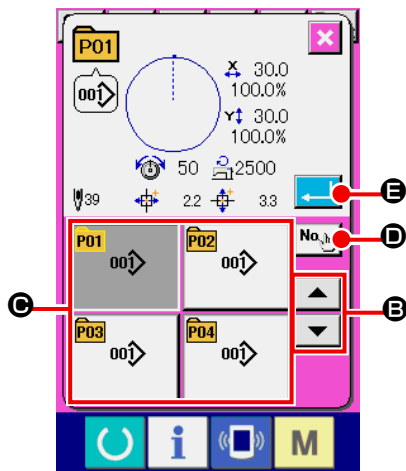 P01
001
X 30.0
100.0%
Y 30.0
100.0%
50 2500
39 2.2 3.3
E
No.
D
P01 P02
001 001
C
B
P03 P04
001 001
i M